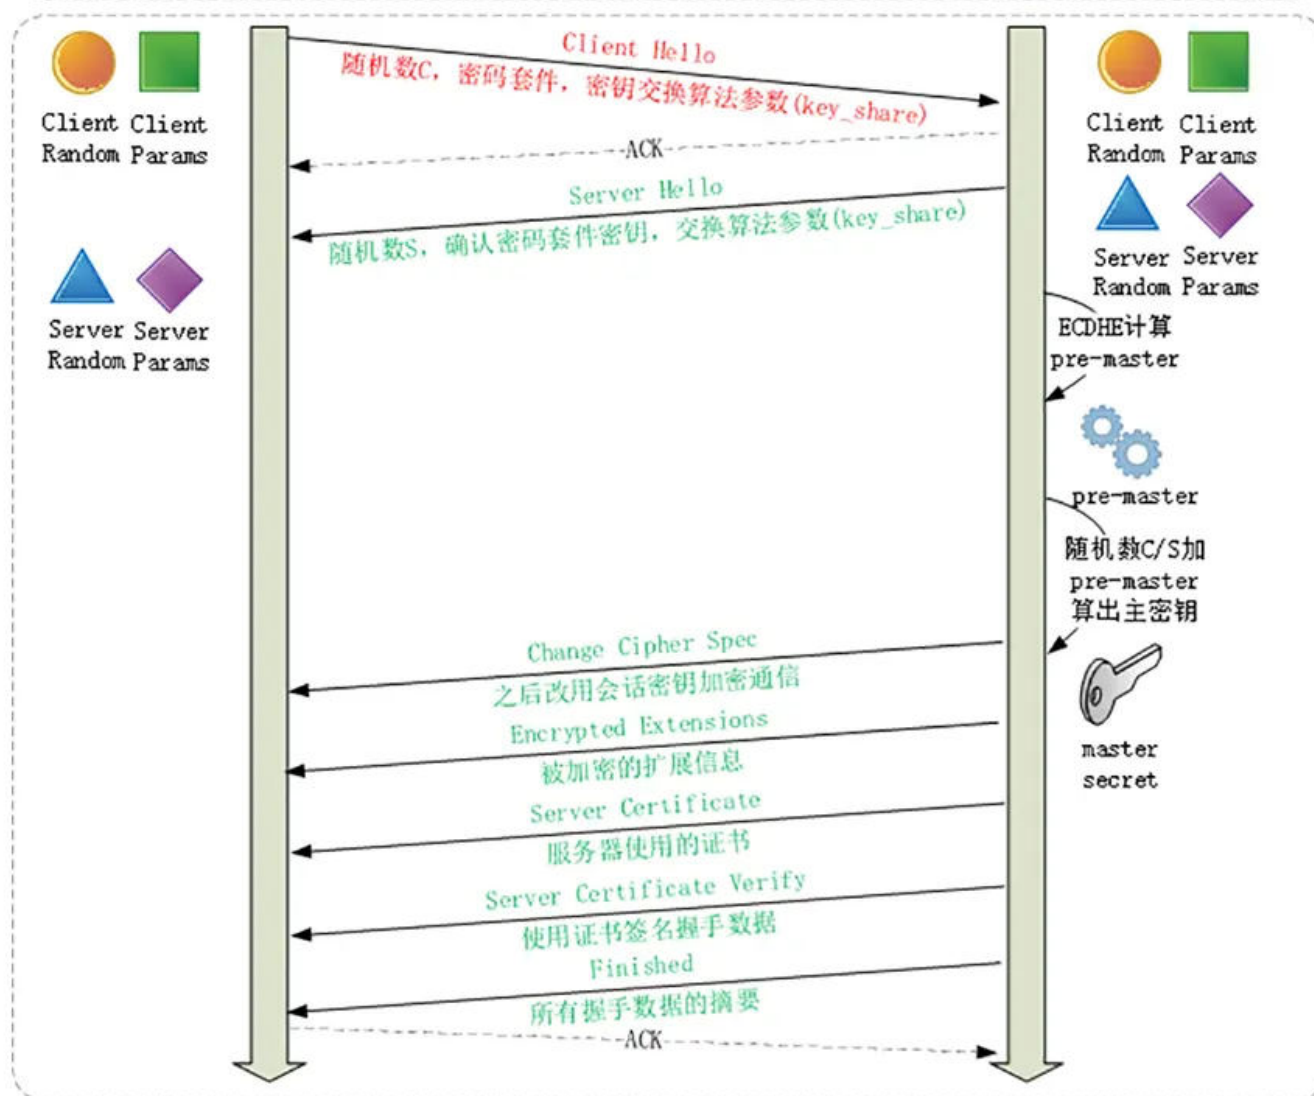 Client Hello
随机数C，密码套件，密钥交换算法参数(key_share)
Client Client
Random Params
Client Client
Random Params
ACK
Server Hello
随机数S，确认密码套件密钥，交换算法参数(key_share)
Server Server
Random Params
Server Server
Random Params
ECDHE计算
pre-master
pre-master
随机数C/S加
pre-master
算出主密钥
Change Cipher Spec
之后改用会话密钥加密通信
Encrypted Extensions
被加密的扩展信息
master
secret
Server Certificate
服务器使用的证书
Server Certificate Verify
使用证书签名握手数据
Finished
所有握手数据的摘要
ACK